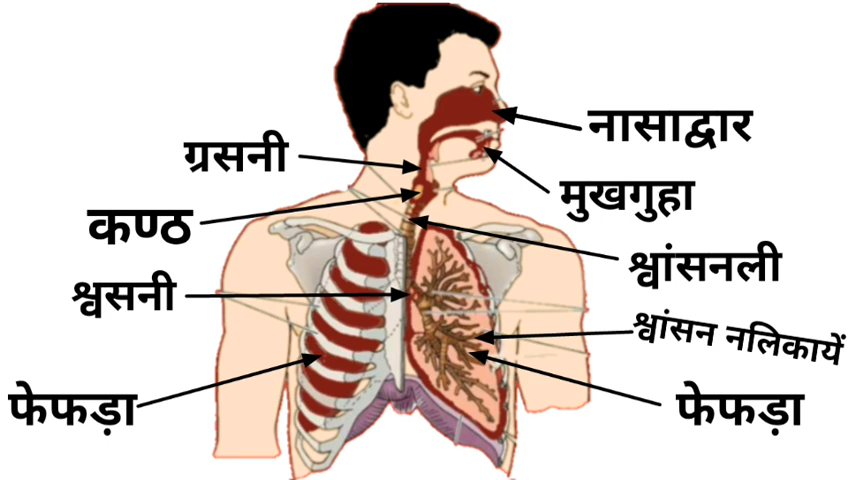 नासाद्वार
ग्रसनी
मुखगुहा
कण्ठ
श्वांसनली
श्वसनी
श्वांसन नलिकायें
फेफड़ा
फेफड़ा